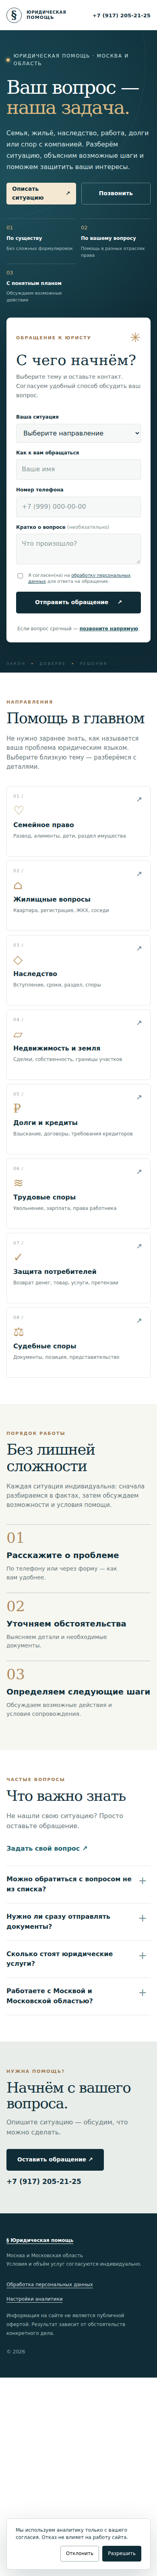 §
ЮРИДИЧЕСКАЯ
ПОМОЩЬ
+7 (917) 205-21-25
ЮРИДИЧЕСКАЯ ПОМОЩЬ · МОСКВА И
ОБЛАСТЬ
Ваш вопрос —
наша задача.
Семья, жильё, наследство, работа, долги
или спор с компанией. Разберём
ситуацию, объясним возможные шаги и
поможем защитить ваши интересы.
Описать
ситуацию ↗
Позвонить
01
По существу
Без сложных формулировок
02
По вашему вопросу
Помощь в разных отраслях
права
03
С понятным планом
Обсуждаем возможные
действия
ОБРАЩЕНИЕ К ЮРИСТУ
С чего начнём?
Выберите тему и оставьте контакт.
Согласуем удобный способ обсудить ваш
вопрос.
Ваша ситуация
Выберите направление
Как к вам обращаться
Ваше имя
Номер телефона
+7 (999) 000-00-00
Кратко о вопросе (необязательно)
Что произошло?
Я согласен(на) на обработку персональных
данных для ответа на обращение.
Отправить обращение ↗
Если вопрос срочный — позвоните напрямую
ЗАКОН • ДОВЕРИЕ • РЕШЕНИЯ
НАПРАВЛЕНИЯ
Помощь в главном
Не нужно заранее знать, как называется
ваша проблема юридическим языком.
Выберите близкую тему — разберёмся с
деталями.
01 / ↗
Семейное право
Развод, алименты, дети, раздел имущества
02 / ↗
Жилищные вопросы
Квартира, регистрация, ЖКХ, соседи
03 / ↗
Наследство
Вступление, сроки, раздел, споры
04 / ↗
Недвижимость и земля
Сделки, собственность, границы участков
05 / ↗
₽
Долги и кредиты
Взыскание, договоры, требования кредиторов
06 / ↗
Трудовые споры
Увольнение, зарплата, права работника
07 / ↗
Защита потребителей
Возврат денег, товар, услуги, претензии
08 / ↗
Судебные споры
Документы, позиция, представительство
ПОРЯДОК РАБОТЫ
Без лишней
сложности
Каждая ситуация индивидуальна: сначала
разбираемся в фактах, затем обсуждаем
возможности и условия помощи.
01
Расскажите о проблеме
По телефону или через форму — как
вам удобнее.
02
Уточняем обстоятельства
Выясняем детали и необходимые
документы.
03
Определяем следующие шаги
Обсуждаем возможные действия и
условия сопровождения.
ЧАСТЫЕ ВОПРОСЫ
Что важно знать
Не нашли свою ситуацию? Просто
оставьте обращение.
Задать свой вопрос ↗
Можно обратиться с вопросом не
из списка? +
Нужно ли сразу отправлять
документы? +
Сколько стоят юридические
услуги? +
Работаете с Москвой и
Московской областью? +
НУЖНА ПОМОЩЬ?
Начнём с вашего
вопроса.
Опишите ситуацию — обсудим, что
можно сделать.
Оставить обращение ↗
+7 (917) 205-21-25
§ Юридическая помощь
Москва и Московская область
Условия и объём услуг согласуются индивидуально.
Обработка персональных данных
Настройки аналитики
Информация на сайте не является публичной
офертой. Результат зависит от обстоятельств
конкретного дела.
© 2026
Мы используем аналитику только с вашего
согласия. Отказ не влияет на работу сайта.
Отклонить
Разрешить